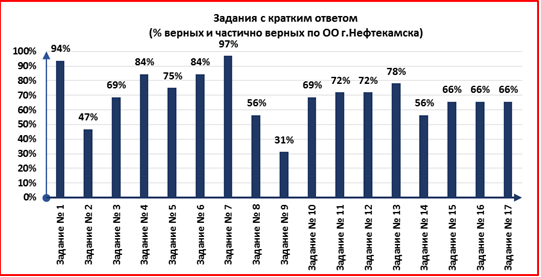 Задания с кратким ответом
(% верных и частично верных по ОО г.Нефтекамска)
100%
90%
80%
70%
60%
50%
40%
30%
20%
10%
0%
94%
47%
69%
84%
75%
84%
97%
56%
31%
69%
72%
72%
78%
56%
66%
66%
66%
Задание № 1
Задание № 2
Задание № 3
Задание № 4
Задание № 5
Задание № 6
Задание № 7
Задание № 8
Задание № 9
Задание № 10
Задание № 11
Задание № 12
Задание № 13
Задание № 14
Задание № 15
Задание № 16
Задание № 17